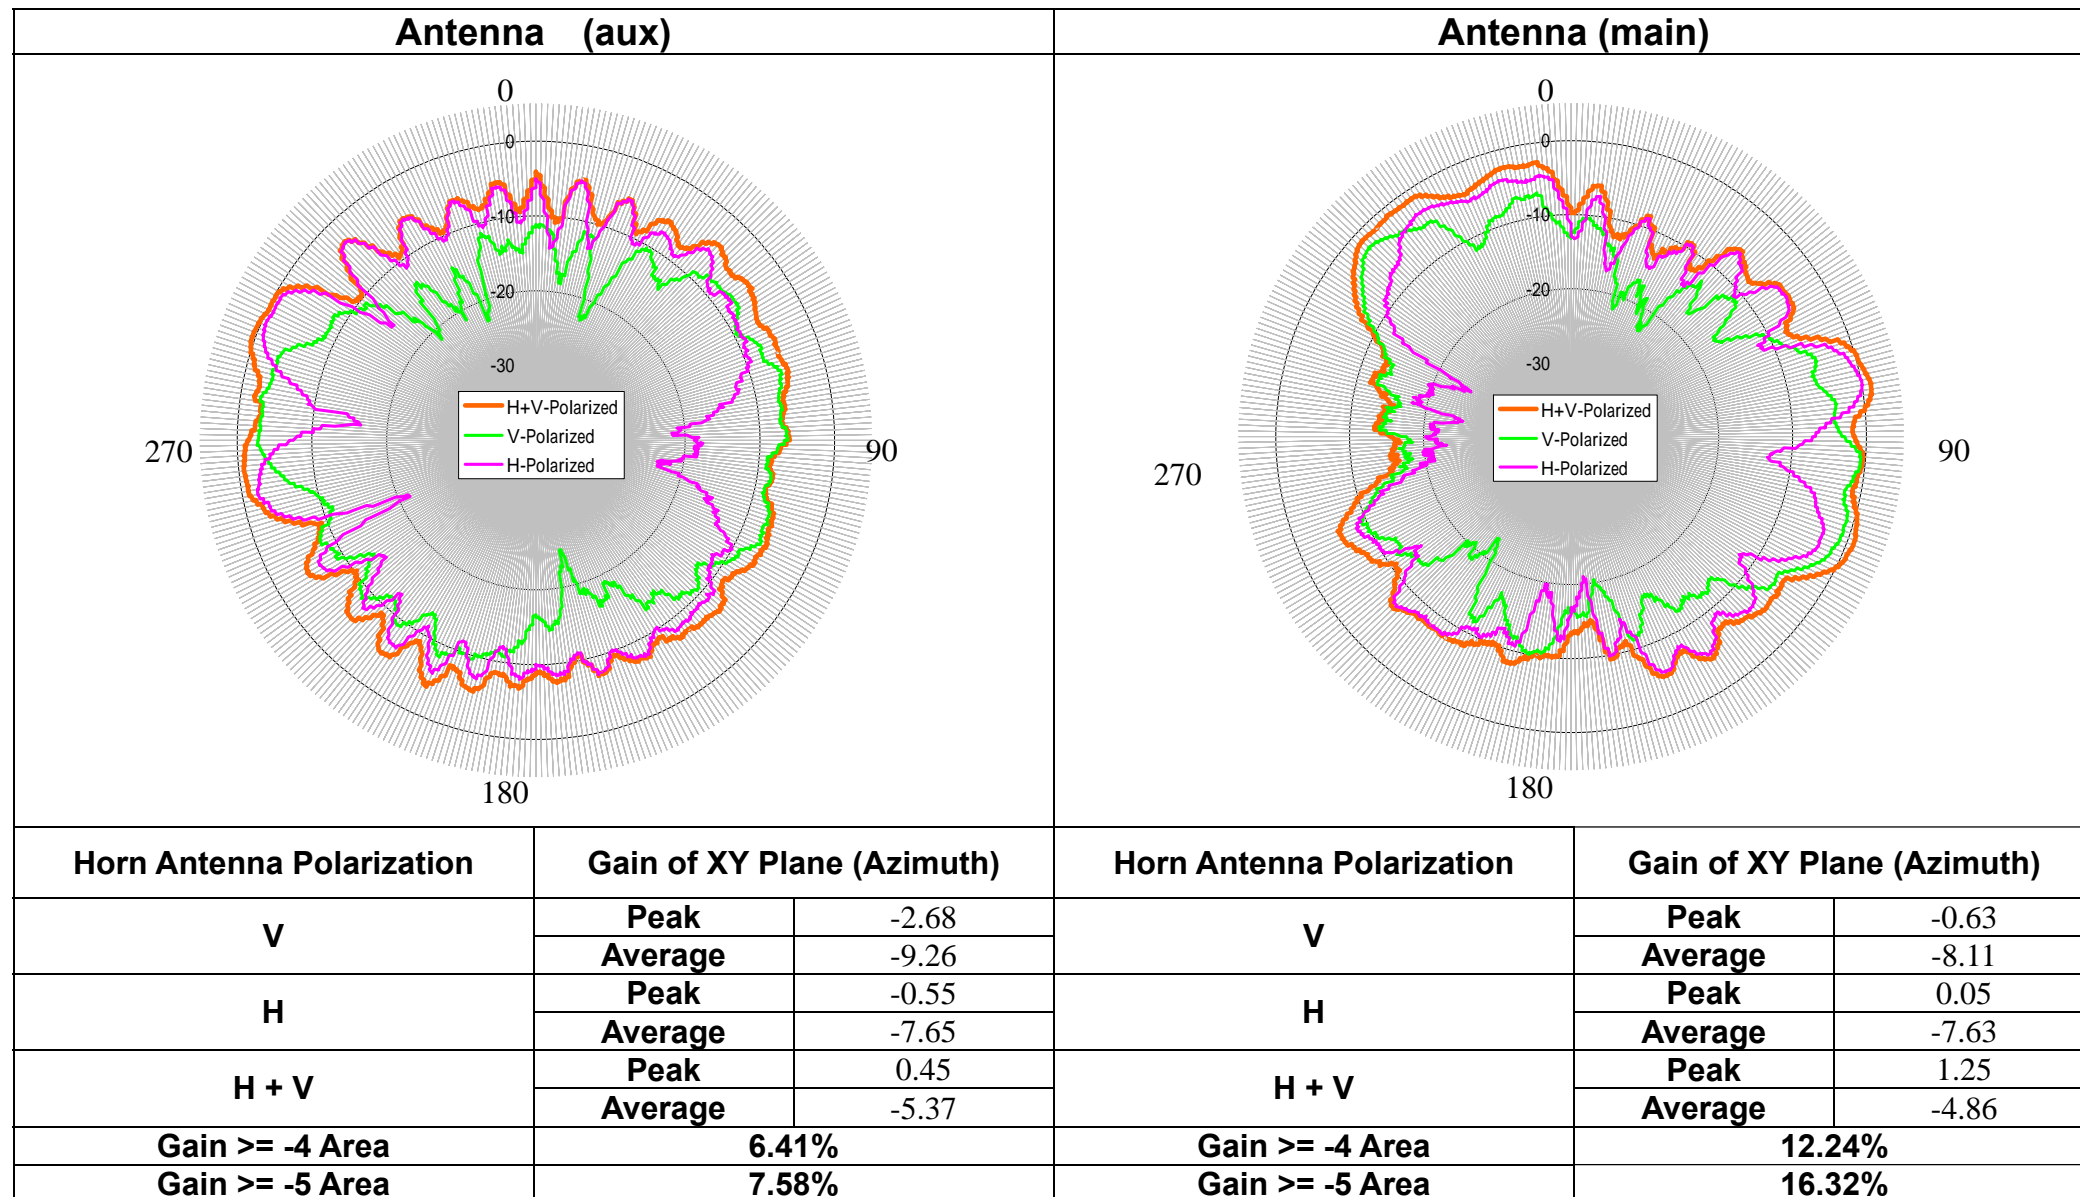 Antenna (aux)
Antenna (main)
0
0
-10
-20
-30
H+V-Polarized
V-Polarized
H-Polarized
270
90
180
0
0
-10
-20
-30
H+V-Polarized
V-Polarized
H-Polarized
270
90
180
Horn Antenna Polarization Gain of XY Plane (Azimuth) Horn Antenna Polarization Gain of XY Plane (Azimuth)
V Peak -2.68 V Peak -0.63
Average -9.26 Average -8.11
H Peak -0.55 H Peak 0.05
Average -7.65 Average -7.63
H + V Peak 0.45 H + V Peak 1.25
Average -5.37 Average -4.86
Gain >= -4 Area 6.41% Gain >= -4 Area 12.24%
Gain >= -5 Area 7.58% Gain >= -5 Area 16.32%